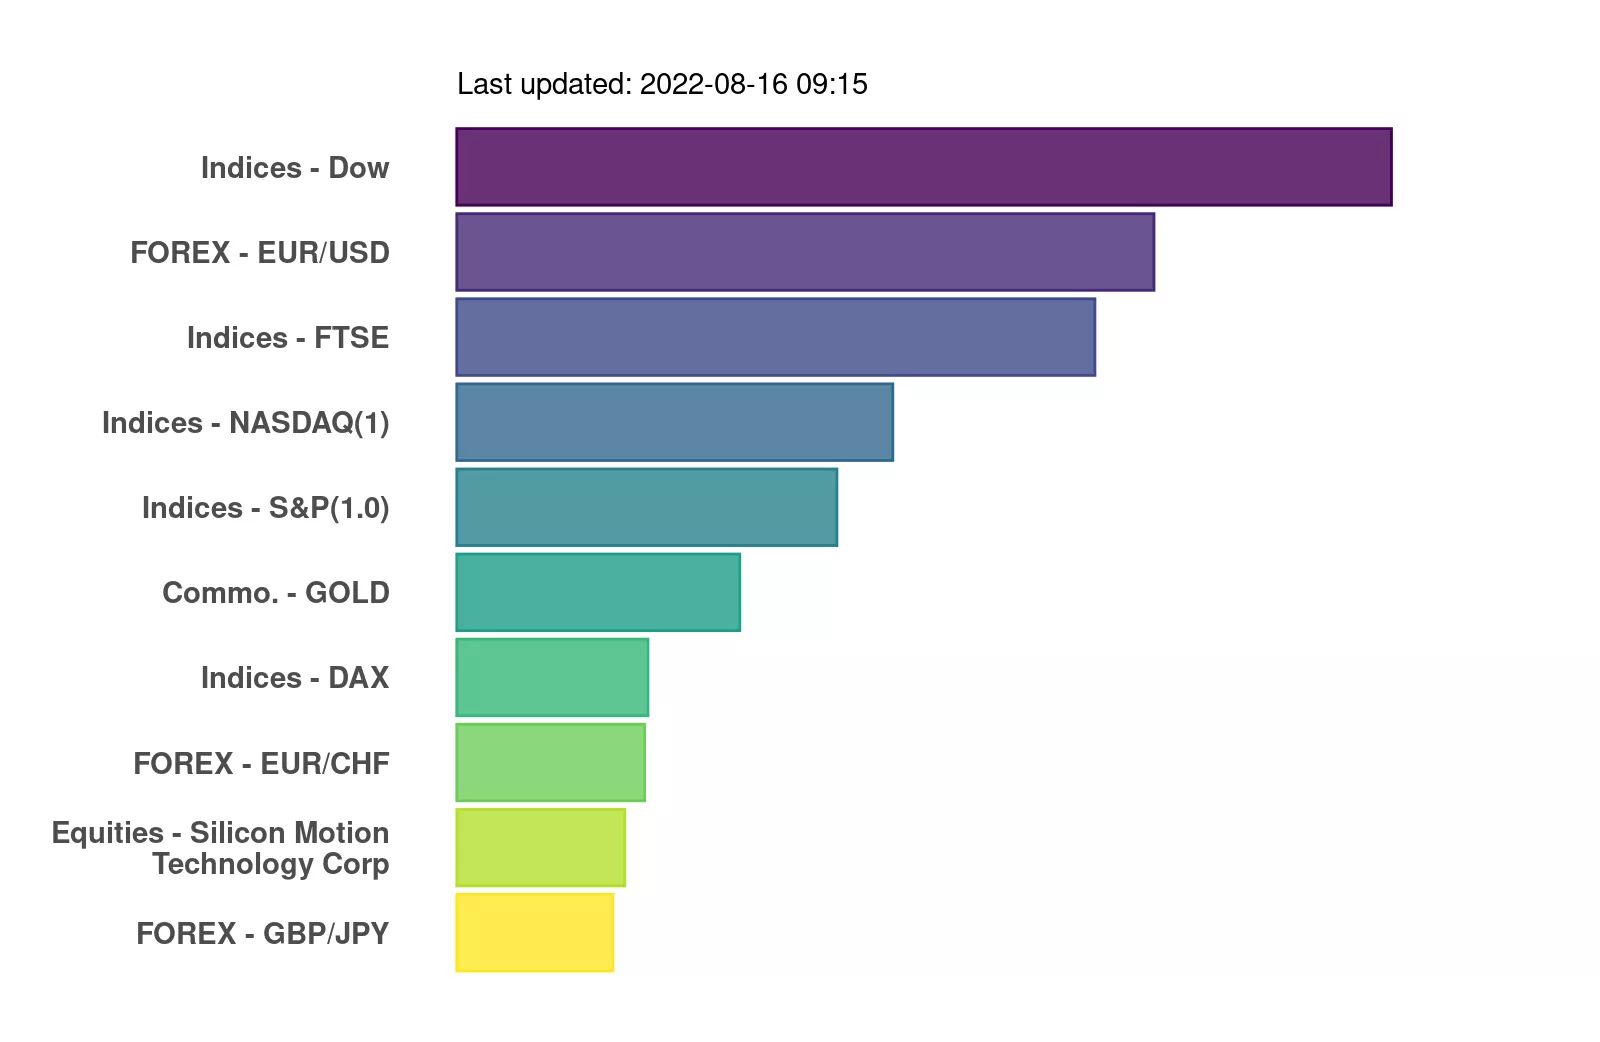 Last updated: 2022-08-16 09:15
Indices - Dow
FOREX - EUR/USD
Indices - FTSE
Indices - NASDAQ(1)
Indices - S&P(1.0)
Commo. - GOLD
Indices - DAX
FOREX - EUR/CHF
Equities - Silicon Motion
Technology Corp
FOREX - GBP/JPY